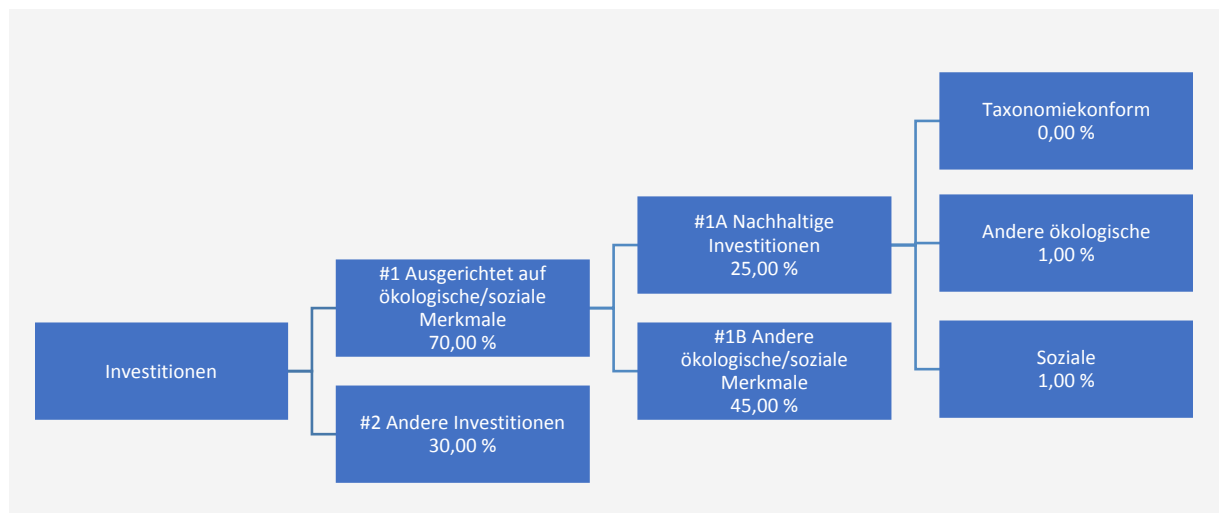 Investitionen
#1 Ausgerichtet auf
ökologische/soziale
Merkmale
70,00 %
#2 Andere Investitionen
30,00 %
#1A Nachhaltige
Investitionen
25,00 %
#1B Andere
ökologische/soziale
Merkmale
45,00 %
Taxonomiekonform
0,00 %
Andere ökologische
1,00 %
Soziale
1,00 %